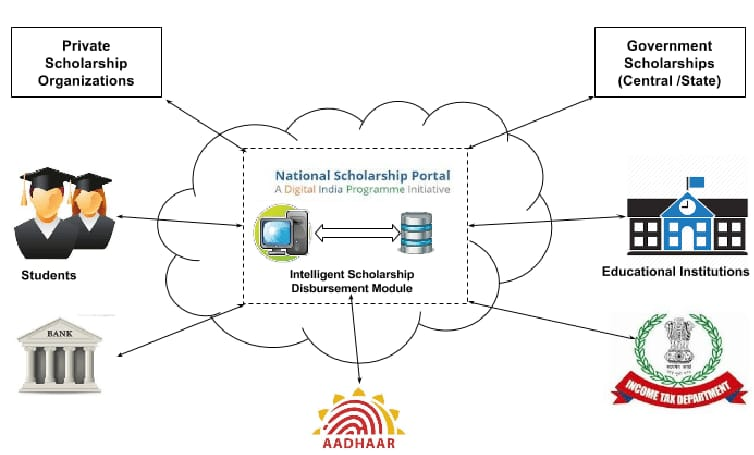 Private
Scholarship
Organizations
Government
Scholarships
(Central /State)
National Scholarship Portal
A Digital India Programme Initiative
Intelligent Scholarship
Disbursement Module
Students
Educational Institutions
BANK
INCOME TAX DEPARTMENT
AADHAAR